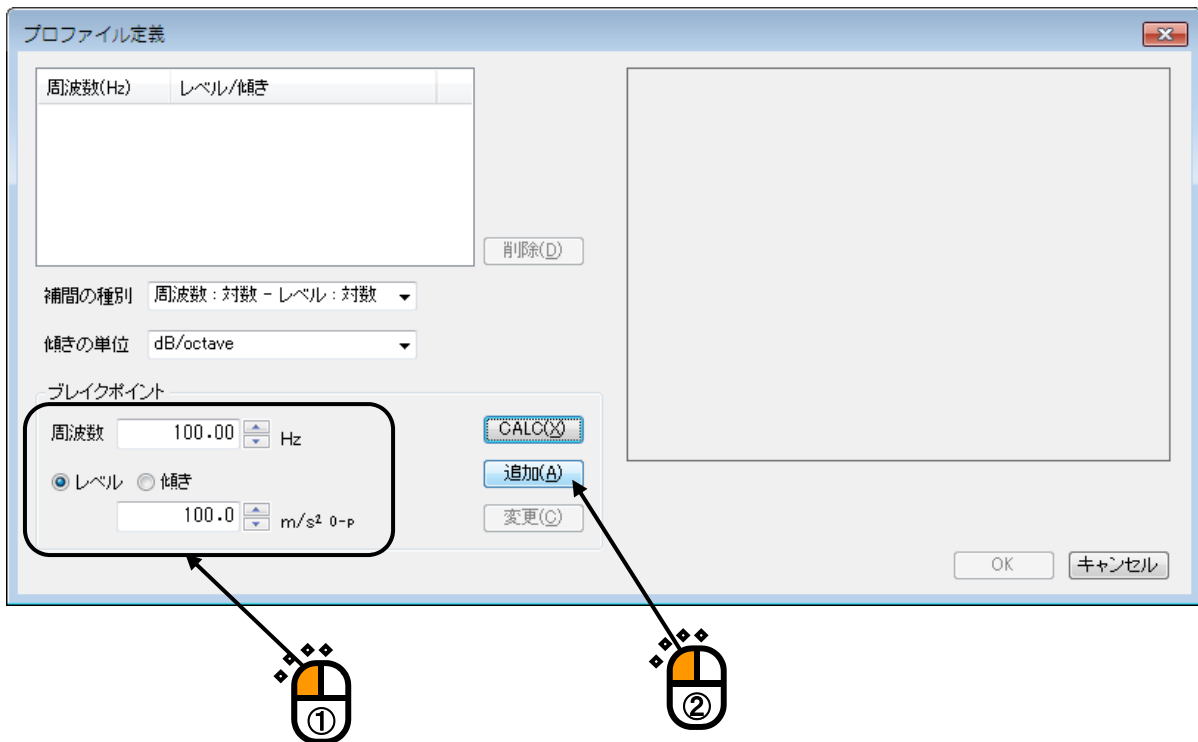 プロファイル定義
周波数(Hz) レベル/傾き
削除(D)
補間の種別 周波数：対数 - レベル：対数
傾きの単位 dB/octave
ブレイクポイント
周波数 100.00 Hz
CALC(X)
レベル 傾き
追加(A)
100.0 m/s² 0-p
変更(C)
OK キャンセル
① ②